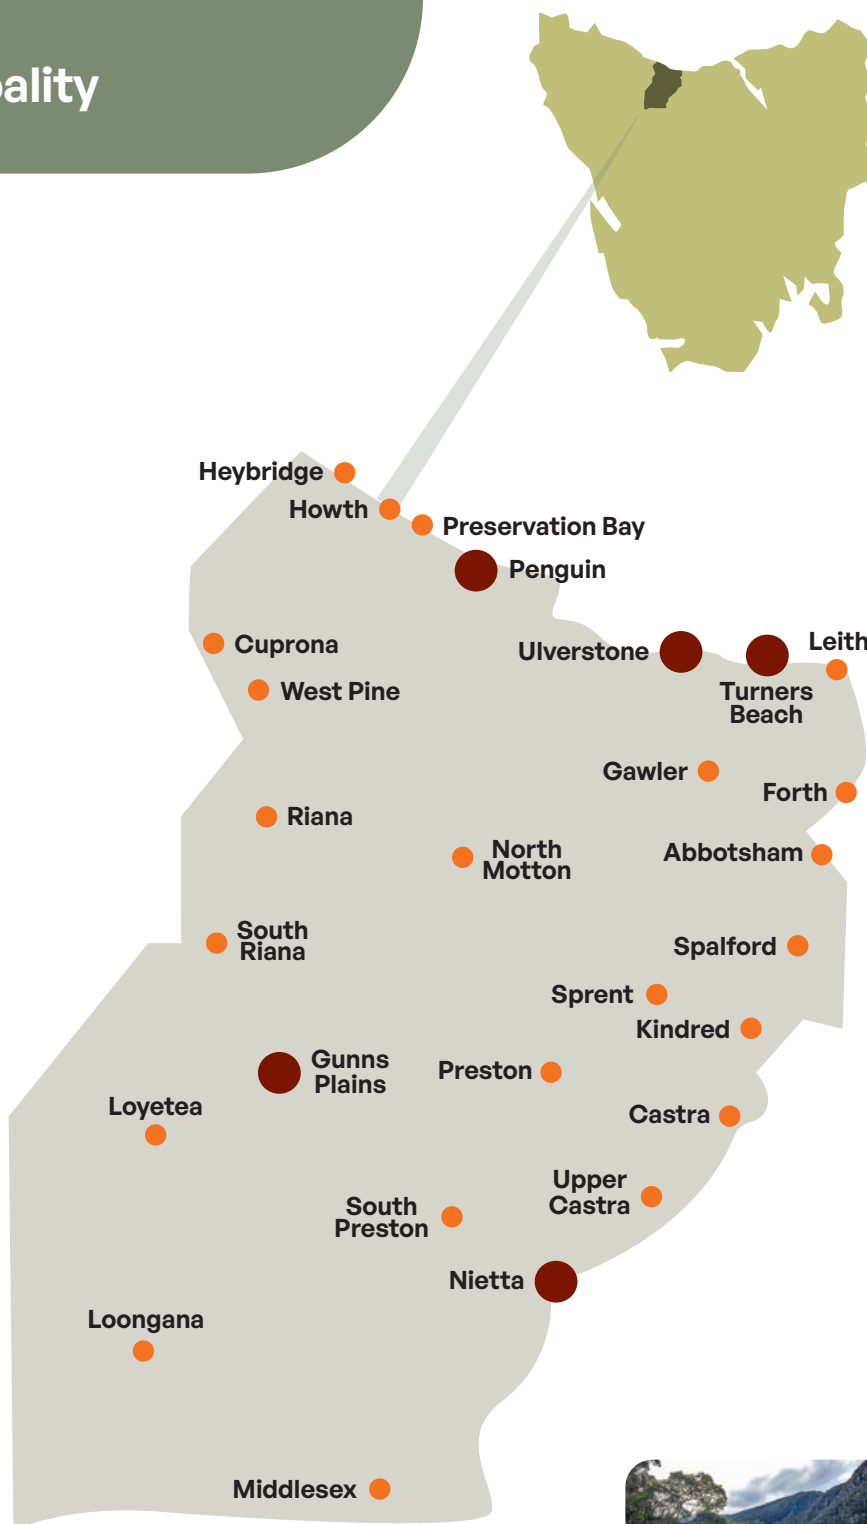 ality
Heybridge
Howth
Preservation Bay
Penguin
Ulverstone
Leith
Turners
Beach
Cuprona
West Pine
Gawler
Forth
Riana
North
Motton
Abbotsham
South
Riana
Spalford
Sprent
Kindred
Gunns
Plains
Preston
Loyetea
Castra
Upper
Castra
South
Preston
Nietta
Loongana
Middlesex